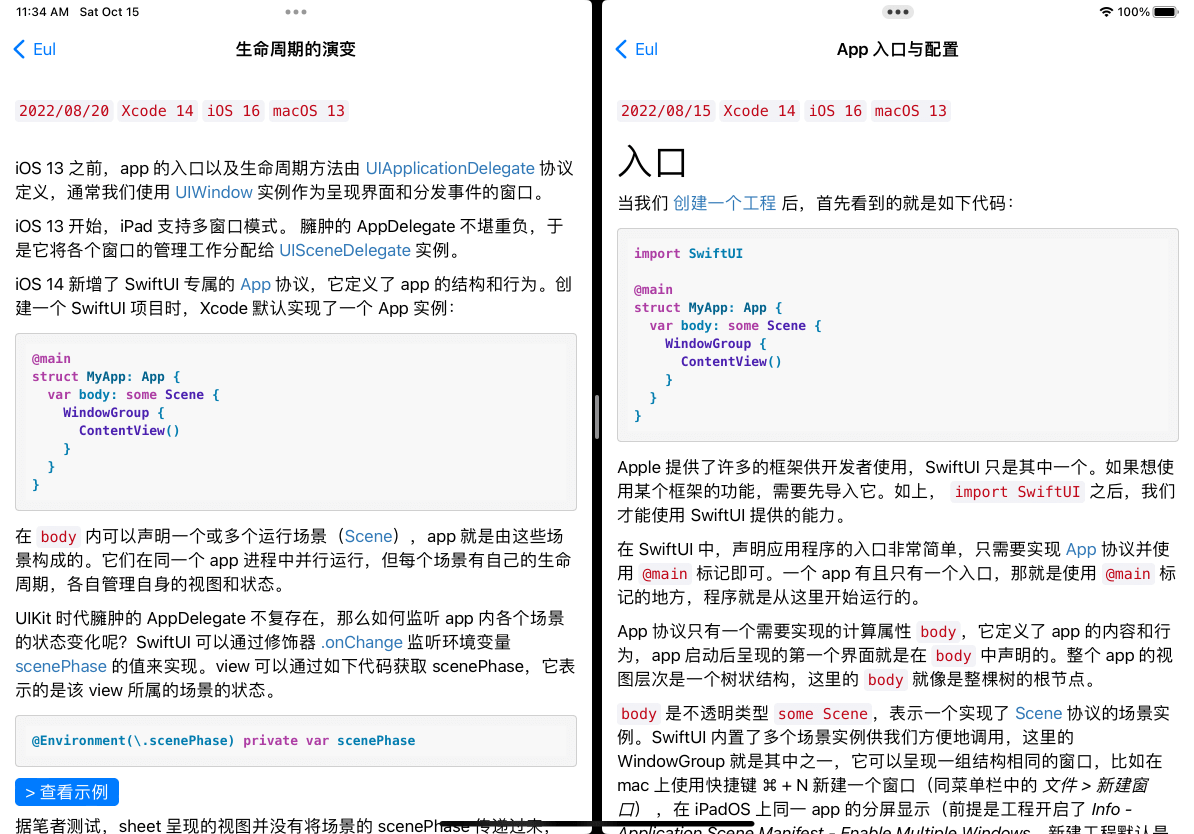 11:34 AM Sat Oct 15
100%
Eul
生命周期的演变
2022/08/20 Xcode 14 iOS 16 macOS 13
iOS 13 之前，app 的入口以及生命周期方法由 UIApplicationDelegate 协议
定义，通常我们使用 UIWindow 实例作为呈现界面和分发事件的窗口。
iOS 13 开始，iPad 支持多窗口模式。 臃肿的 AppDelegate 不堪重负，于
是它将各个窗口的管理工作分配给 UISceneDelegate 实例。
iOS 14 新增了 SwiftUI 专属的 App 协议，它定义了 app 的结构和行为。创
建一个 SwiftUI 项目时，Xcode 默认实现了一个 App 实例：
@main
struct MyApp: App {
  var body: some Scene {
    WindowGroup {
      ContentView()
    }
  }
}
在 body 内可以声明一个或多个运行场景（Scene），app 就是由这些场
景构成的。它们在同一个 app 进程中并行运行，但每个场景有自己的生命
周期，各自管理自身的视图和状态。
UIKit 时代臃肿的 AppDelegate 不复存在，那么如何监听 app 内各个场景
的状态变化呢？SwiftUI 可以通过修饰器 .onChange 监听环境变量
scenePhase 的值来实现。view 可以通过如下代码获取 scenePhase，它表
示的是该 view 所属的场景的状态。
@Environment(\.scenePhase) private var scenePhase
> 查看示例
据笔者测试，sheet 呈现的视图并没有将场景的 scenePhase 传递过来，
Eul
App 入口与配置
2022/08/15 Xcode 14 iOS 16 macOS 13
入口
当我们 创建一个工程 后，首先看到的就是如下代码：
import SwiftUI
@main
struct MyApp: App {
  var body: some Scene {
    WindowGroup {
      ContentView()
    }
  }
}
Apple 提供了许多的框架供开发者使用，SwiftUI 只是其中一个。如果想使
用某个框架的功能，需要先导入它。如上， import SwiftUI 之后，我们
才能使用 SwiftUI 提供的能力。
在 SwiftUI 中，声明应用程序的入口非常简单，只需要实现 App 协议并使
用 @main 标记即可。一个 app 有且只有一个入口，那就是使用 @main 标
记的地方，程序就是从这里开始运行的。
App 协议只有一个需要实现的计算属性 body，它定义了 app 的内容和行
为，app 启动后呈现的第一个界面就是在 body 中声明的。整个 app 的视
图层次是一个树状结构，这里的 body 就像是整棵树的根节点。
body 是不透明类型 some Scene，表示一个实现了 Scene 协议的场景实
例。SwiftUI 内置了多个场景实例供我们方便地调用，这里的
WindowGroup 就是其中之一，它可以呈现一组结构相同的窗口，比如在
mac 上使用快捷键 ⌘ + N 新建一个窗口（同菜单栏中的 文件 > 新建窗
口） ，在 iPadOS 上同一 app 的分屏显示（前提是工程开启了 Info -
Application Scene Manifest - Enable Multiple Windows，新建工程默认是